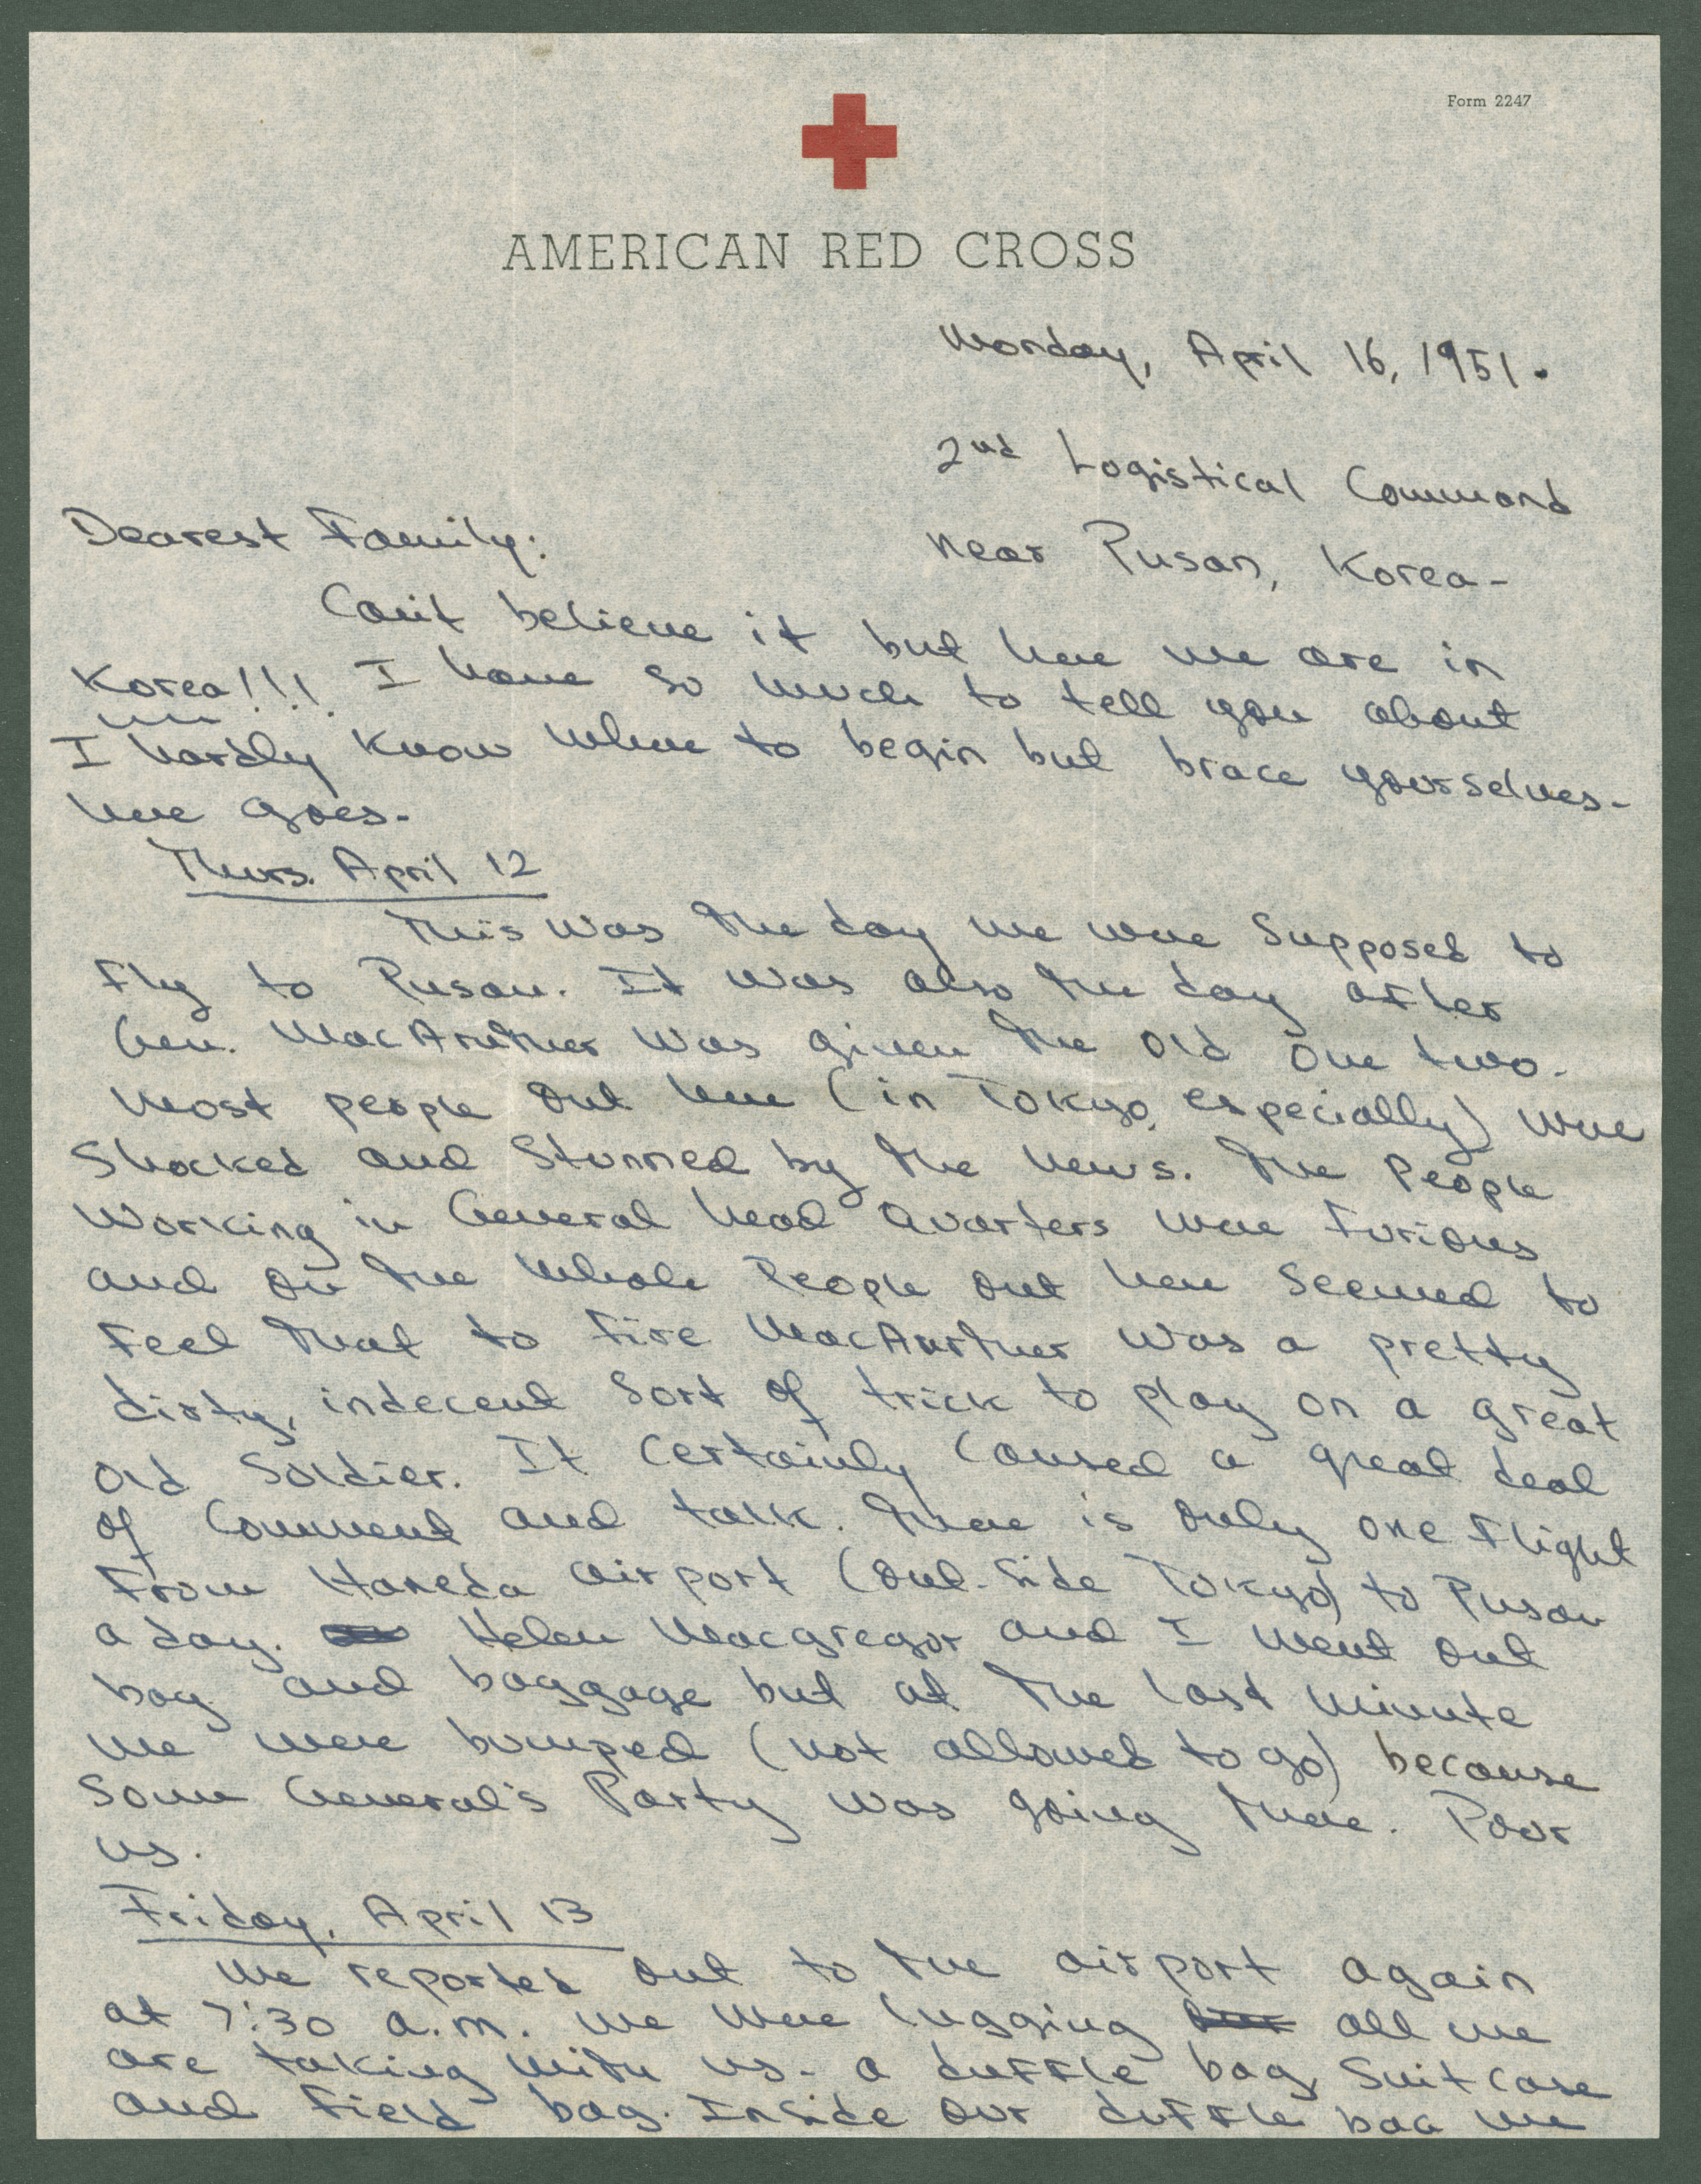 Form 2247
AMERICAN RED CROSS
Monday, April 16, 1951.
2nd Logistical Command
Near Pusan, Korea-
Dearest Family:
Can't believe it but here we are in
Korea!!! I have so much to tell you about
I hardly know where to begin but brace yourselves-
here goes.
Thurs. April 12
This was the day we were supposed to
fly to Pusan. It was also the day after
Gen. MacAruther was given the old one two.
Most people out here (in Tokyo especially) were
shocked and stunned by the news. The people
working in General Head Quarters were furious
and on the whole people out here seemed to
feel that to fire MacArther was a pretty
dirty, indecent sort of trick to play on a great
old soldier. It certainly caused a great deal
of comment and talk. There is only one flight
from Haneda airport (out-side Tokyo) to Pusan
a day. Helen Macgregor and I went out
bag and baggage but at the last minute
we were bumped (not allowed to go) because
some General's Party was going there. Poor
us.
Friday, April 13
We reported out to the airport again
at 7:30 a.m. We were lugging all we
are taking with us - a duffle bag, suitcase
and field bag. Inside our duffle bag we